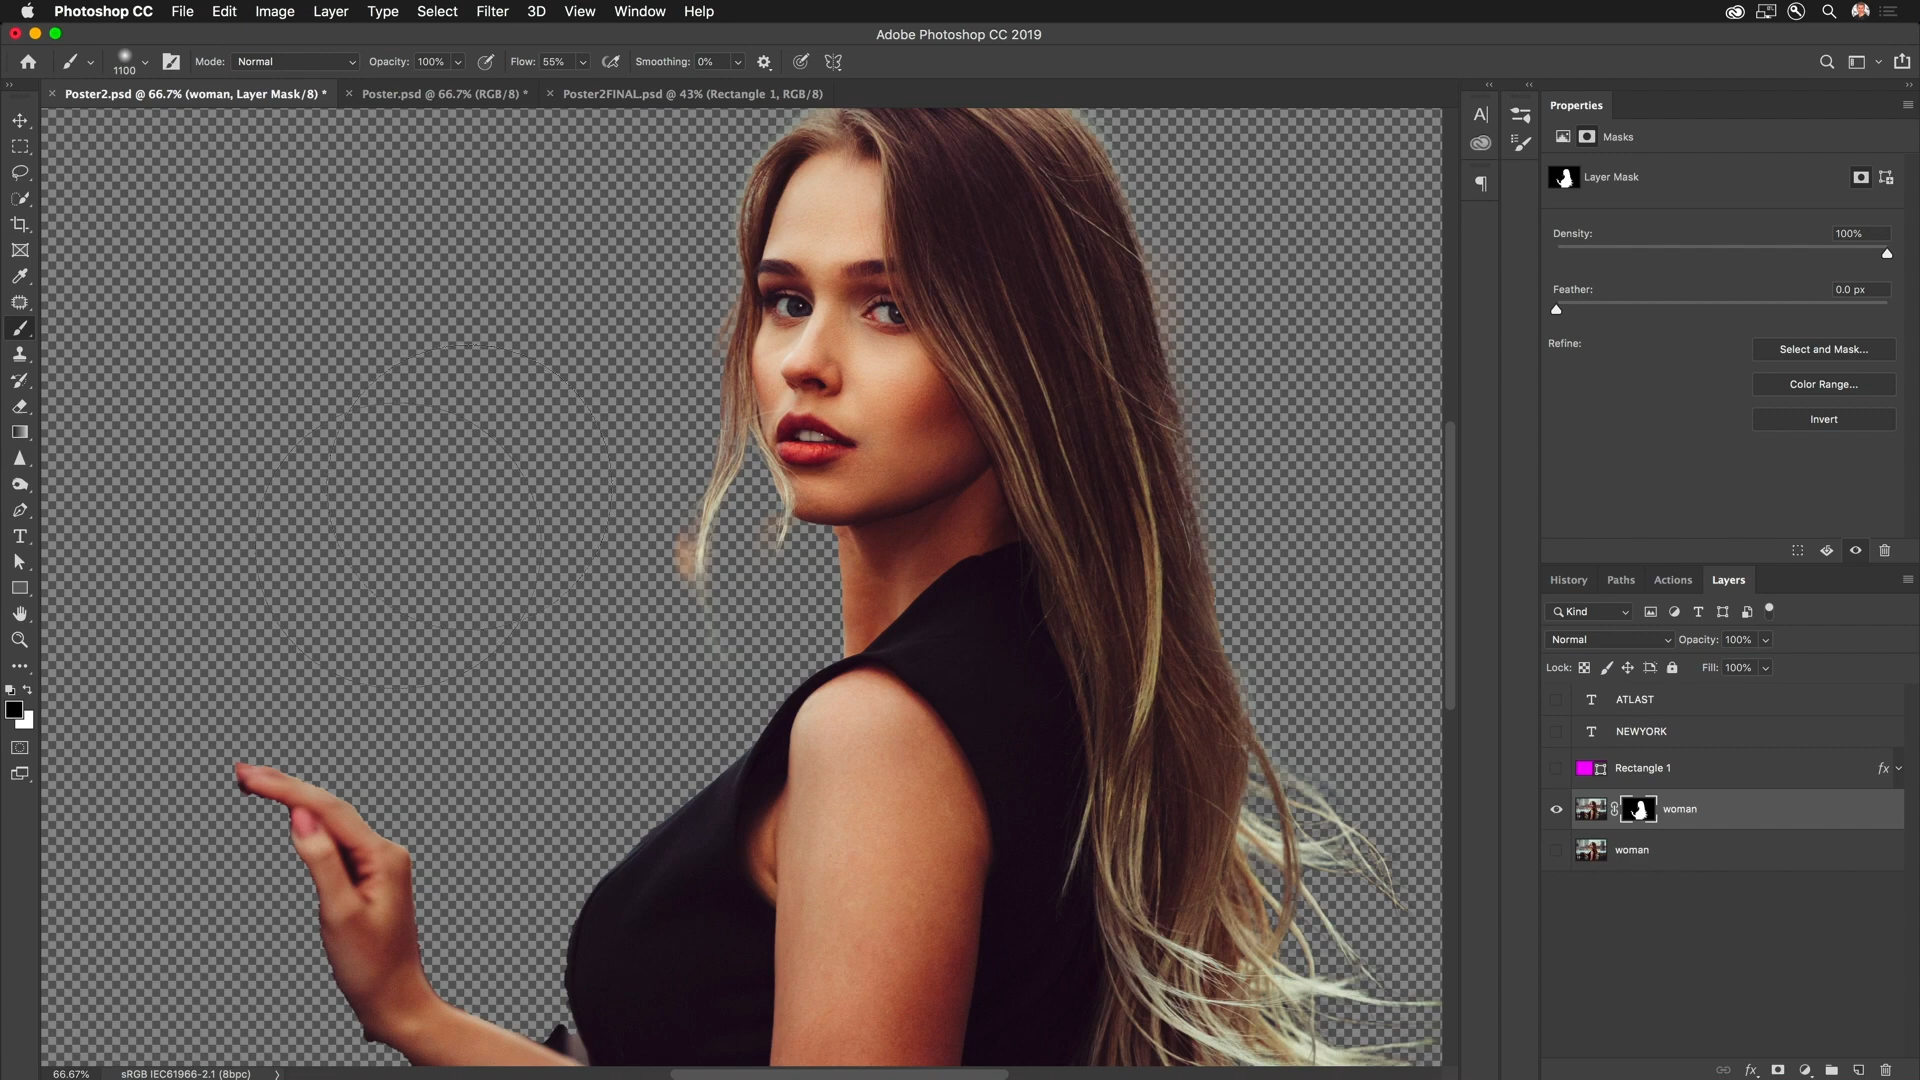 Photoshop CC File Edit Image Layer Type Select Filter 3D View Window Help
Adobe Photoshop CC 2019
1100 Mode: Normal Opacity: 100% Flow: 55% Smoothing: 0%
Poster2.psd @ 66.7% (woman, Layer Mask/8) * Poster.psd @ 66.7% (RGB/8) * Poster2FINAL.psd @ 43% (Rectangle 1, RGB/8)
Properties
Masks
Layer Mask
Density: 100%
Feather: 0.0 px
Refine:
Select and Mask...
Color Range...
Invert
History Paths Actions Layers
Kind
Normal Opacity: 100%
Lock: Fill: 100%
ATLAST
NEWYORK
Rectangle 1 fx
woman
woman
66.67% sRGB IEC61966-2.1 (8bpc)
fx